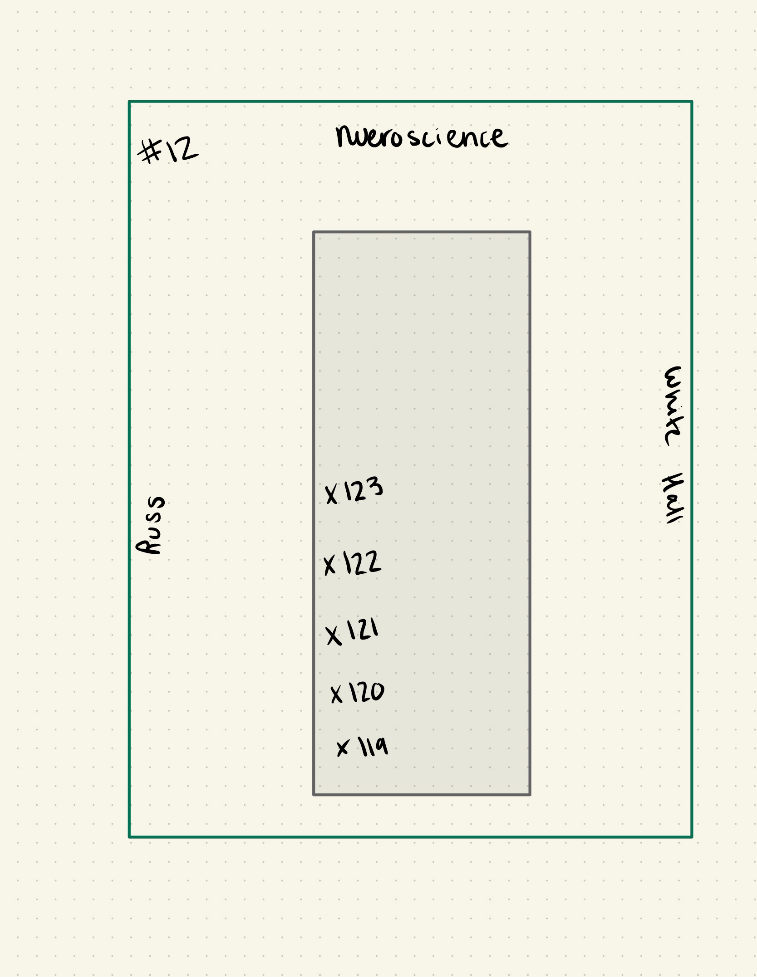 #12
Nueroscience
White Hall
Russ
x 123
x 122
x 121
x 120
x 119